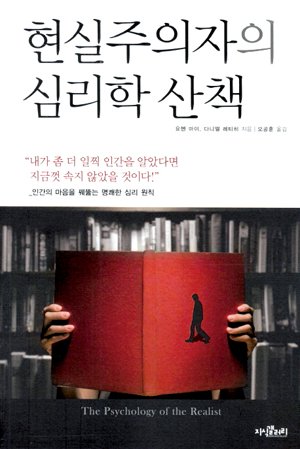 현실주의자의
심리학 산책
요헨 마이, 다니엘 레티히 지음 | 오공훈 옮김
“내가 좀 더 일찍 인간을 알았다면
지금껏 속지 않았을 것이다!”
_인간의 마음을 꿰뚫는 명쾌한 심리 원칙
The Psychology of the Realist
지식갤러리